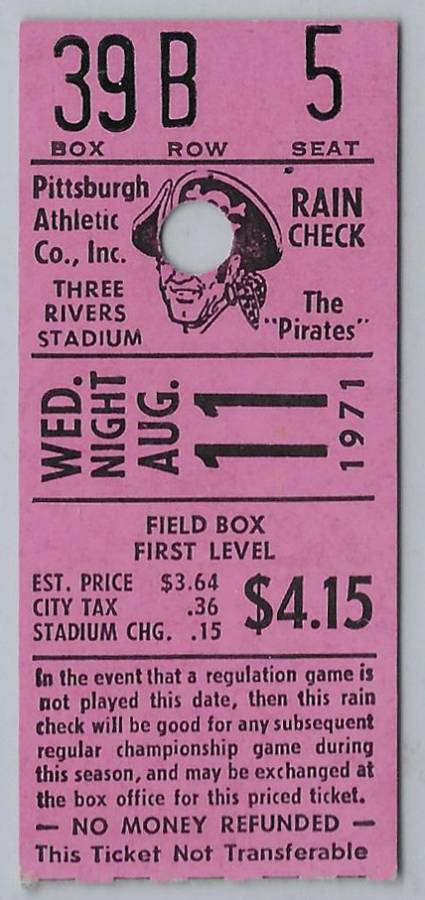 39 B 5
BOX ROW SEAT
Pittsburgh
Athletic
Co., Inc.
THREE
RIVERS
STADIUM
RAIN
CHECK
The
"Pirates"
WED.
NIGHT
AUG.
11
1971
FIELD BOX
FIRST LEVEL
EST. PRICE $3.64
CITY TAX .36
STADIUM CHG. .15
$4.15
In the event that a regulation game is
not played this date, then this rain
check will be good for any subsequent
regular championship game during
this season, and may be exchanged at
the box office for this priced ticket.
— NO MONEY REFUNDED —
This Ticket Not Transferable